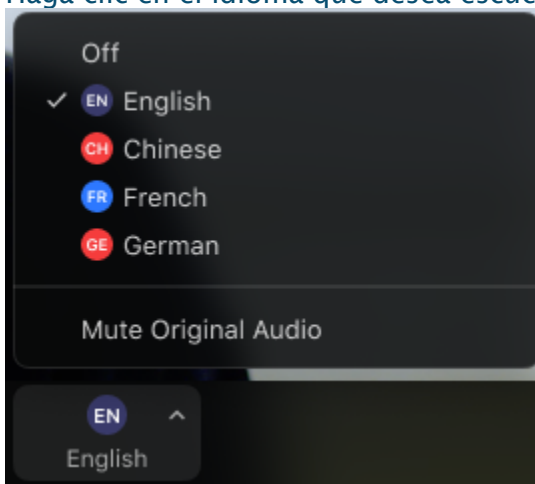 Haga clic en el idioma que desea escuc
Off
EN English
CH Chinese
FR French
GE German
Mute Original Audio
EN
English